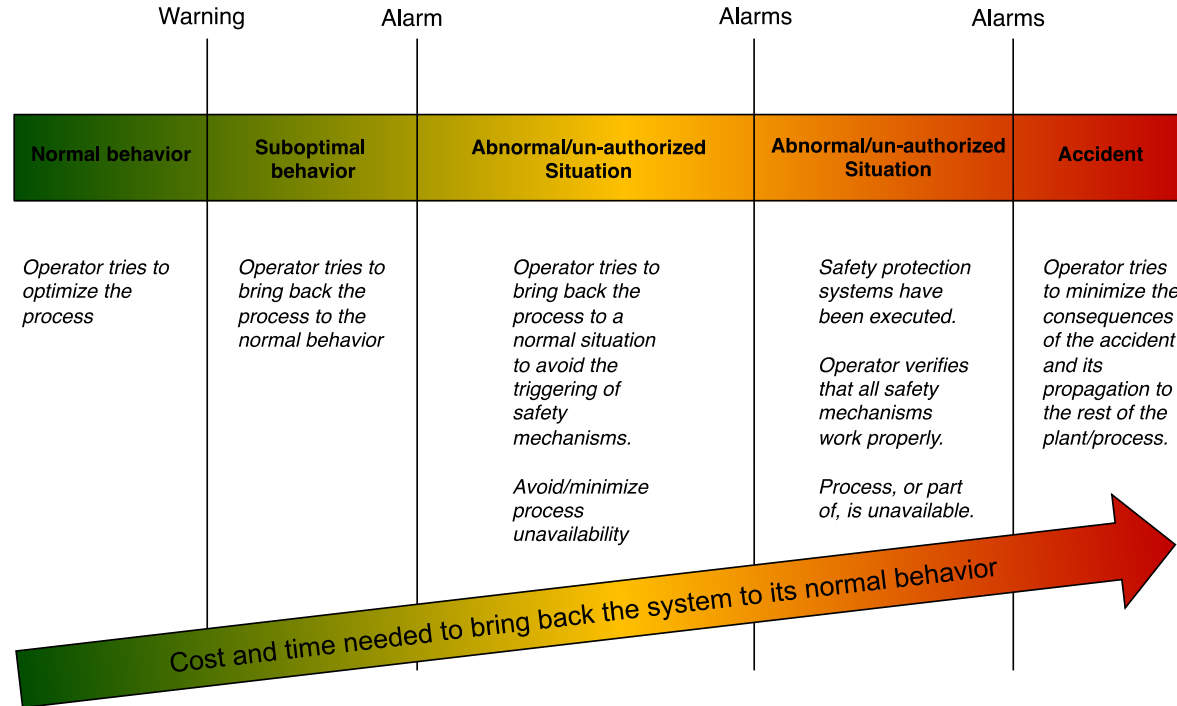 Warning
Alarm
Alarms
Alarms
Normal behavior
Suboptimal
behavior
Abnormal/un-authorized
Situation
Abnormal/un-authorized
Situation
Accident
Operator tries to
optimize the
process
Operator tries to
bring back the
process to the
normal behavior
Operator tries to
bring back the
process to a
normal situation
to avoid the
triggering of
safety
mechanisms.
Avoid/minimize
process
unavailability
Safety protection
systems have
been executed.
Operator verifies
that all safety
mechanisms
work properly.
Process, or part
of, is unavailable.
Operator tries
to minimize the
consequences
of the accident
and its
propagation to
the rest of the
plant/process.
Cost and time needed to bring back the system to its normal behavior